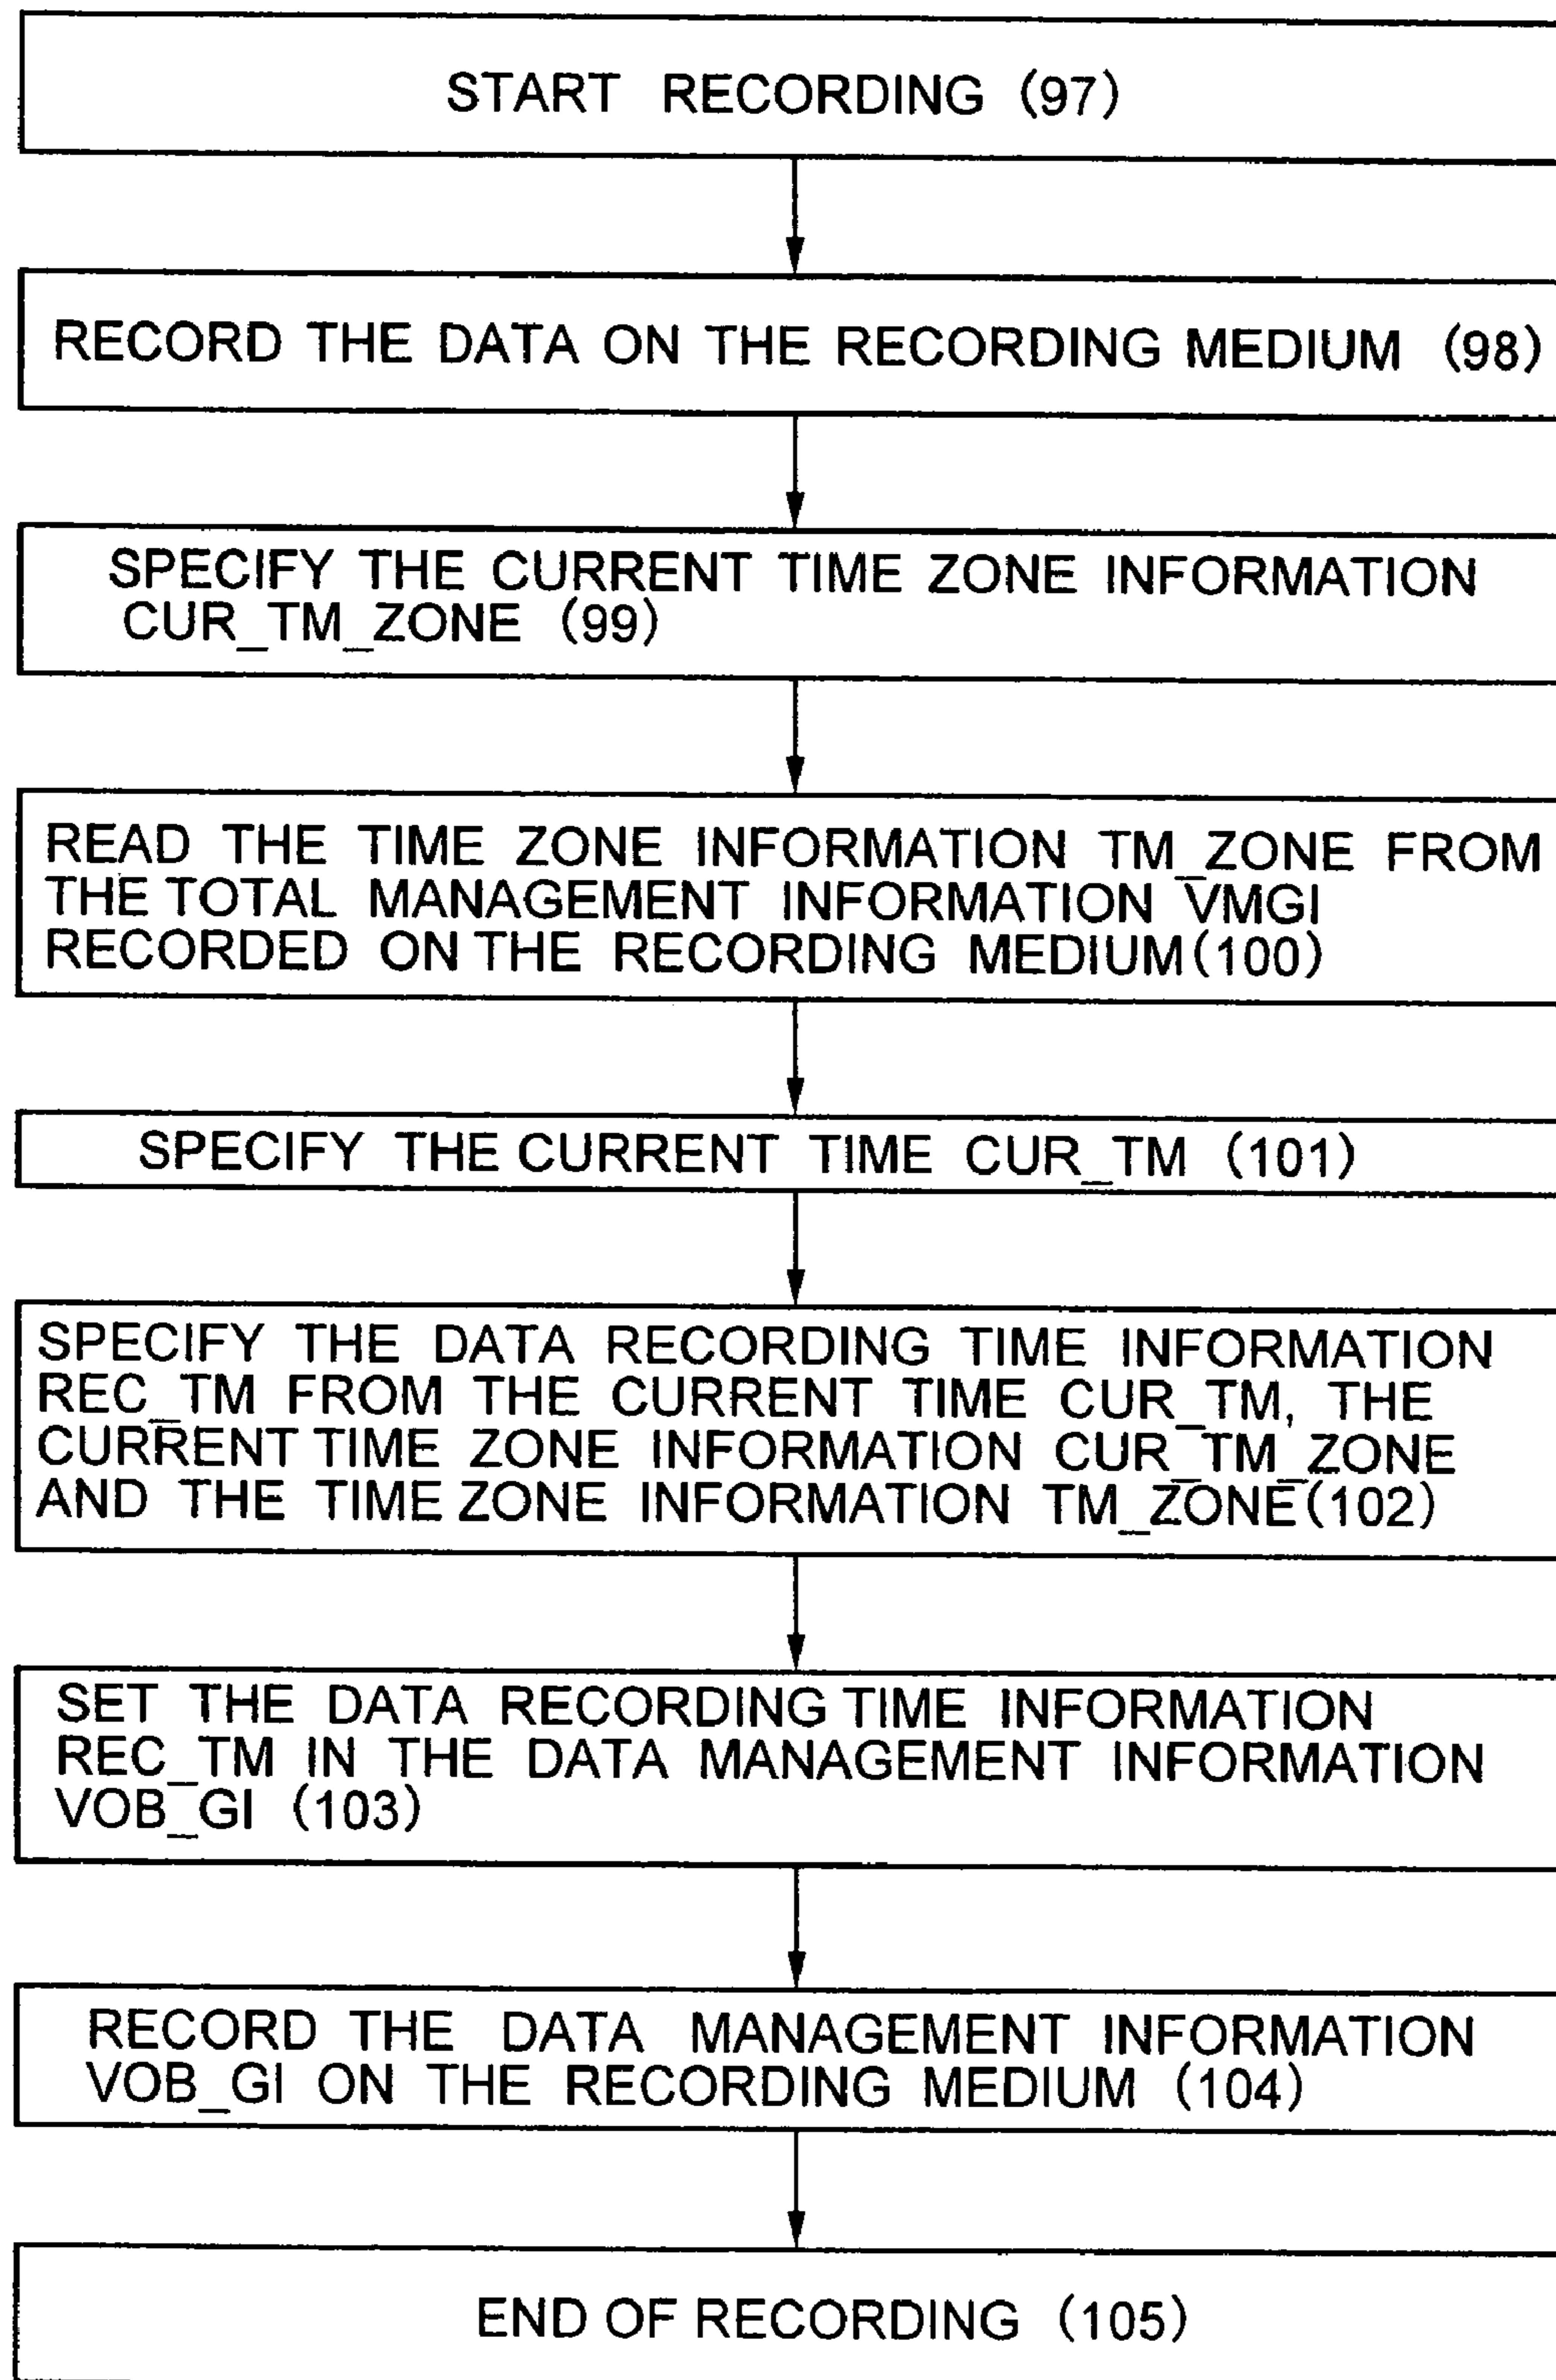 START RECORDING (97)
RECORD THE DATA ON THE RECORDING MEDIUM (98)
SPECIFY THE CURRENT TIME ZONE INFORMATION
CUR_TM_ZONE (99)
READ THE TIME ZONE INFORMATION TM_ZONE FROM
THE TOTAL MANAGEMENT INFORMATION VMGI
RECORDED ON THE RECORDING MEDIUM(100)
SPECIFY THE CURRENT TIME CUR_TM (101)
SPECIFY THE DATA RECORDING TIME INFORMATION
REC_TM FROM THE CURRENT TIME CUR_TM, THE
CURRENT TIME ZONE INFORMATION CUR_TM_ZONE
AND THE TIME ZONE INFORMATION TM_ZONE(102)
SET THE DATA RECORDING TIME INFORMATION
REC_TM IN THE DATA MANAGEMENT INFORMATION
VOB_GI (103)
RECORD THE DATA MANAGEMENT INFORMATION
VOB_GI ON THE RECORDING MEDIUM (104)
END OF RECORDING (105)